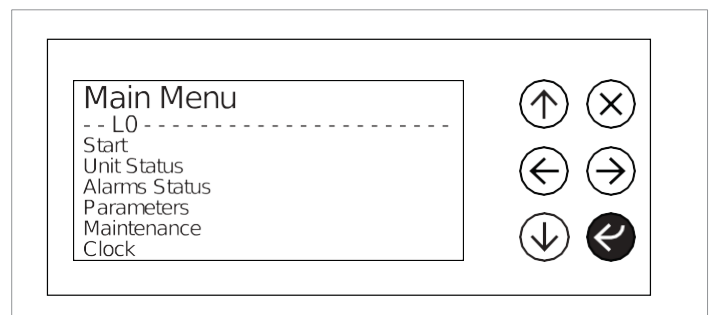 Main Menu
-- L0 ----------------------
Start
Unit Status
Alarms Status
Parameters
Maintenance
Clock